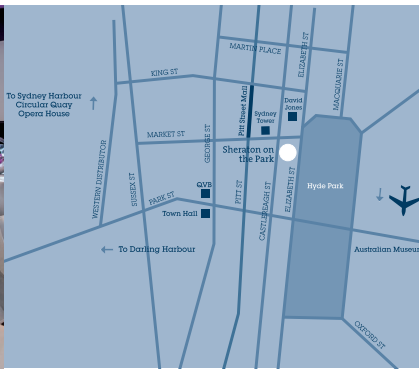 MARTIN PLACE
ELIZABETH ST
MACQUARIE ST
KING ST
To Sydney Harbour
Circular Quay
Opera House
Pitt Street Mall
David
Jones
Sydney
Tower
MARKET ST
GEORGE ST
Sheraton on
the Park
WESTERN DISTRIBUTOR
SUSSEX ST
PARK ST
QVB
Town Hall
PITT ST
CASTLEREAGH ST
ELIZABETH ST
Hyde Park
To Darling Harbour
Australian Museum
OXFORD ST